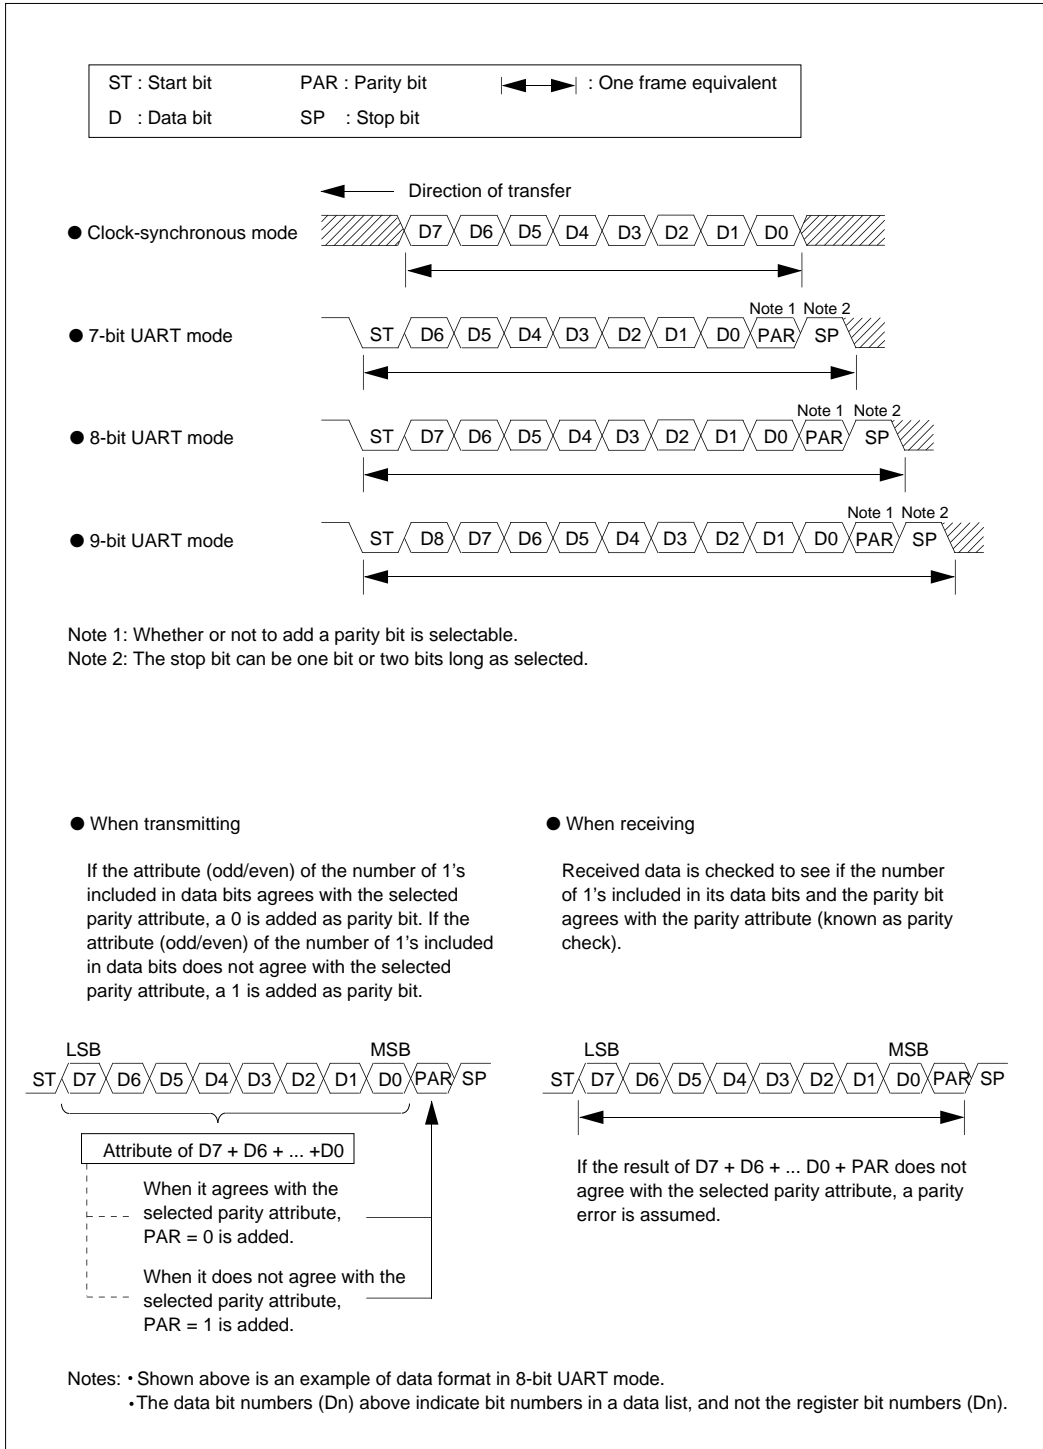 ST : Start bit PAR : Parity bit : One frame equivalent
D : Data bit SP : Stop bit
Direction of transfer
● Clock-synchronous mode D7 D6 D5 D4 D3 D2 D1 D0
Note 1 Note 2
● 7-bit UART mode ST D6 D5 D4 D3 D2 D1 D0 PAR SP
Note 1 Note 2
● 8-bit UART mode ST D7 D6 D5 D4 D3 D2 D1 D0 PAR SP
Note 1 Note 2
● 9-bit UART mode ST D8 D7 D6 D5 D4 D3 D2 D1 D0 PAR SP
Note 1: Whether or not to add a parity bit is selectable.
Note 2: The stop bit can be one bit or two bits long as selected.
● When transmitting
If the attribute (odd/even) of the number of 1's
included in data bits agrees with the selected
parity attribute, a 0 is added as parity bit. If the
attribute (odd/even) of the number of 1's included
in data bits does not agree with the selected
parity attribute, a 1 is added as parity bit.
LSB MSB
ST D7 D6 D5 D4 D3 D2 D1 D0 PAR SP
Attribute of D7 + D6 + ... +D0
When it agrees with the
selected parity attribute,
PAR = 0 is added.
When it does not agree with the
selected parity attribute,
PAR = 1 is added.
● When receiving
Received data is checked to see if the number
of 1's included in its data bits and the parity bit
agrees with the parity attribute (known as parity
check).
LSB MSB
ST D7 D6 D5 D4 D3 D2 D1 D0 PAR SP
If the result of D7 + D6 + ... D0 + PAR does not
agree with the selected parity attribute, a parity
error is assumed.
Notes: • Shown above is an example of data format in 8-bit UART mode.
• The data bit numbers (Dn) above indicate bit numbers in a data list, and not the register bit numbers (Dn).